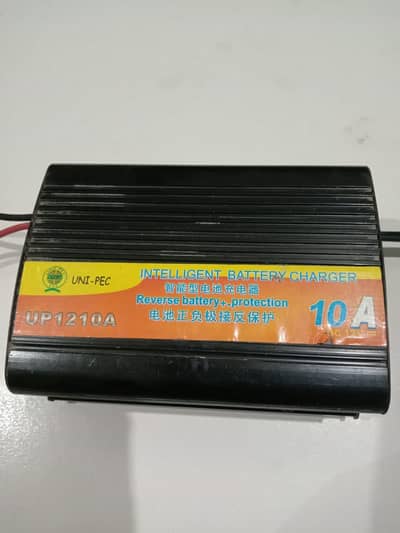 UNI-PEC
INTELLIGENT BATTERY CHARGER
智能型电池充电器
Reverse battery+.protection
UP1210A
电池正负极接反保护
10A